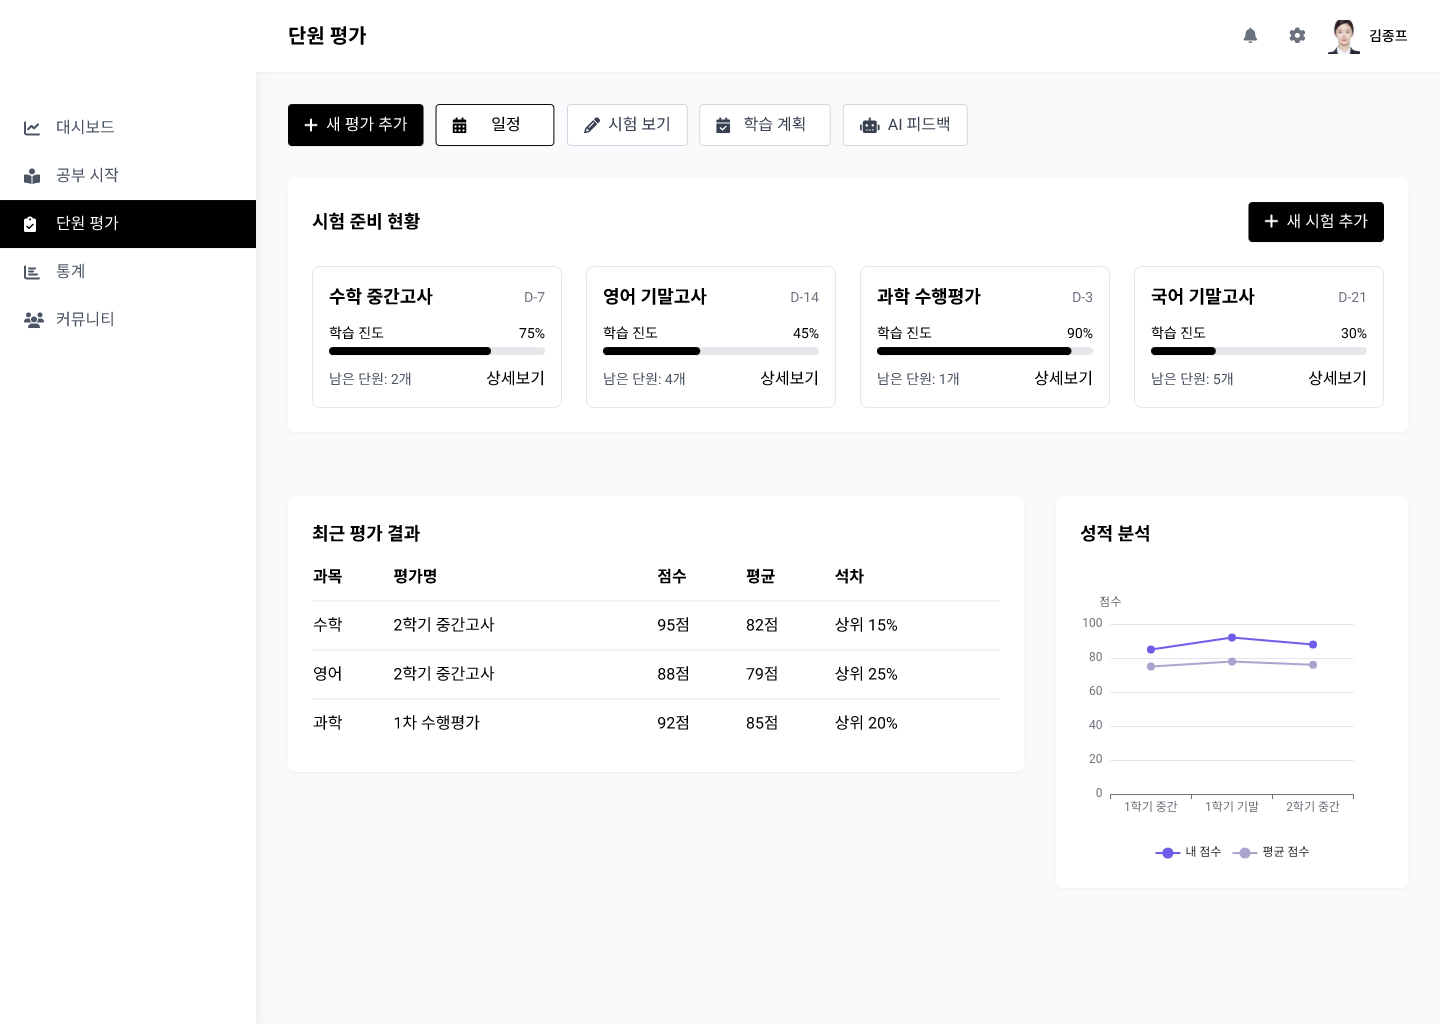 단원 평가
김종프
대시보드
공부 시작
단원 평가
통계
커뮤니티
새 평가 추가
일정
시험 보기
학습 계획
AI 피드백
시험 준비 현황
새 시험 추가
수학 중간고사 D-7
학습 진도 75%
남은 단원: 2개 상세보기
영어 기말고사 D-14
학습 진도 45%
남은 단원: 4개 상세보기
과학 수행평가 D-3
학습 진도 90%
남은 단원: 1개 상세보기
국어 기말고사 D-21
학습 진도 30%
남은 단원: 5개 상세보기
최근 평가 결과
과목 평가명 점수 평균 석차
수학 2학기 중간고사 95점 82점 상위 15%
영어 2학기 중간고사 88점 79점 상위 25%
과학 1차 수행평가 92점 85점 상위 20%
성적 분석
점수
100
80
60
40
20
0
1학기 중간 1학기 기말 2학기 중간
내 점수 평균 점수